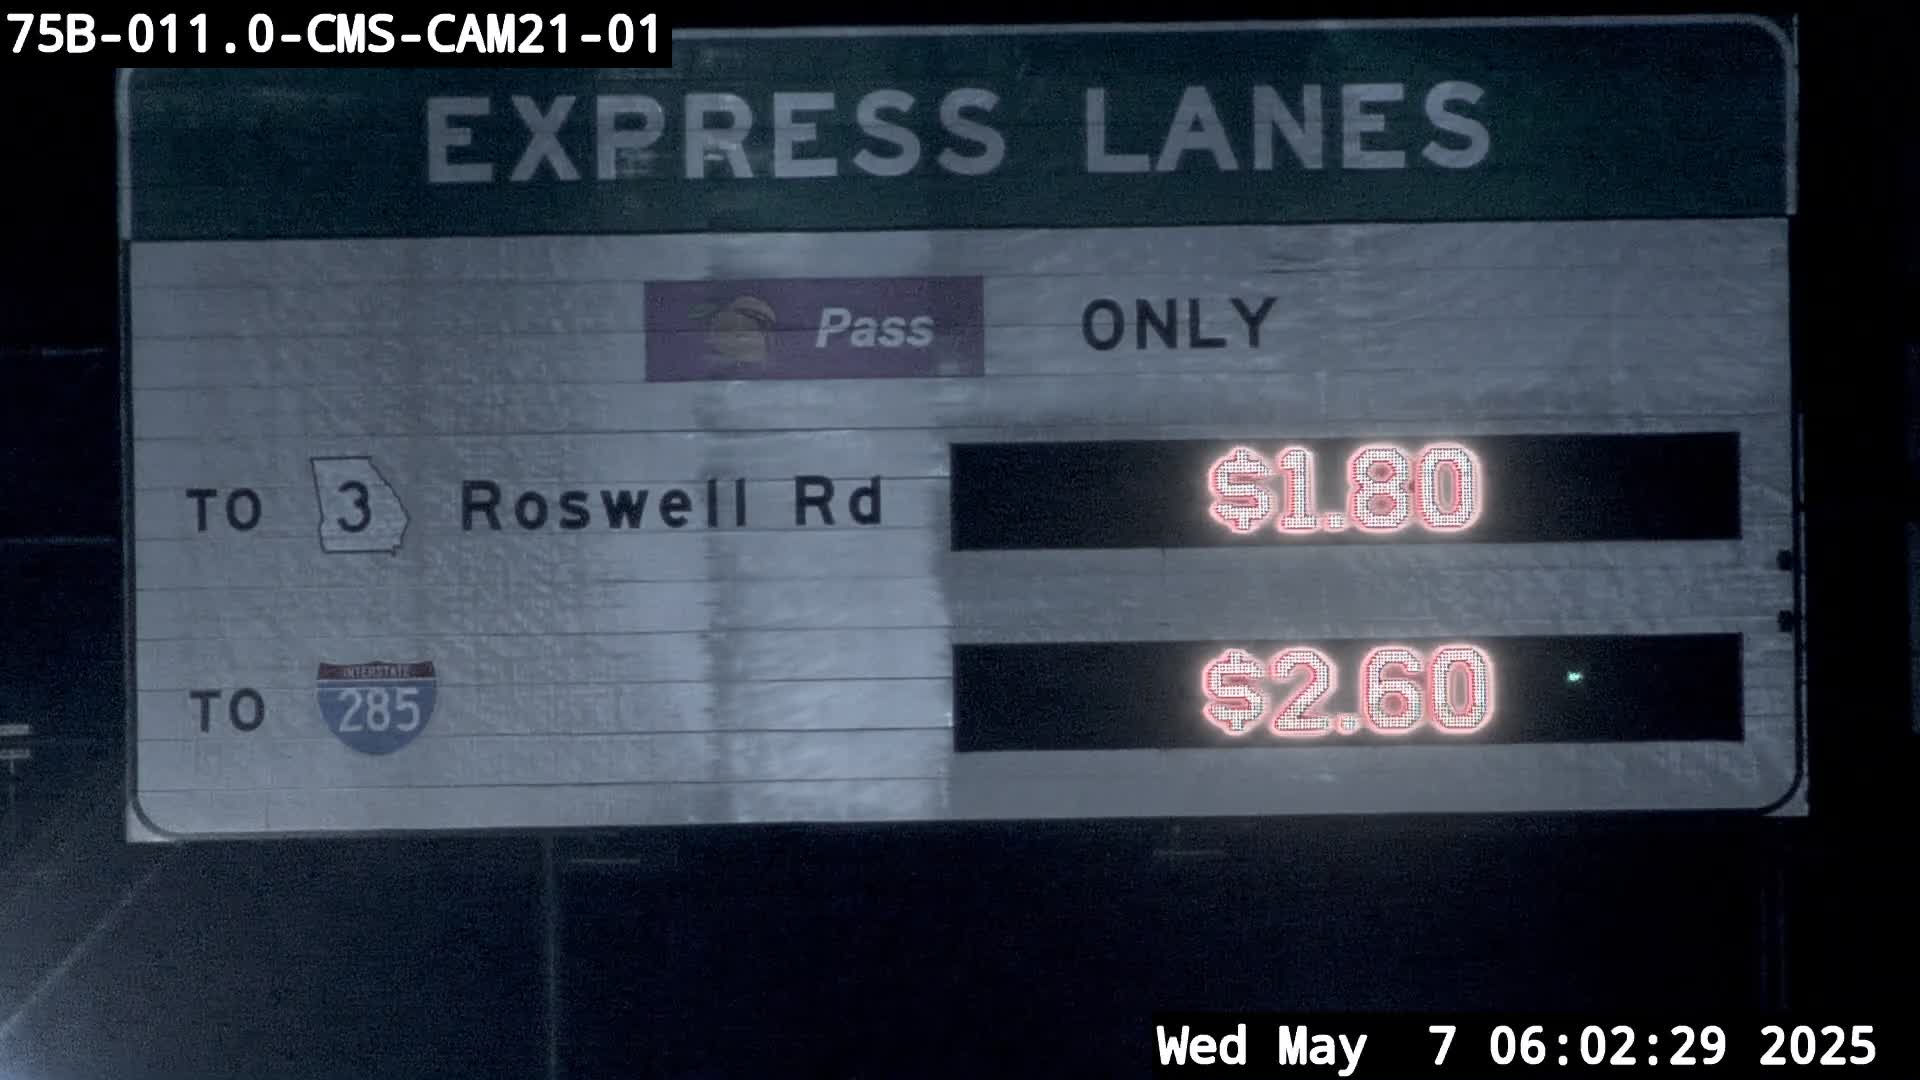 75B-011.0-CMS-CAM21-01
EXPRESS LANES
Pass ONLY
TO 3 Roswell Rd $1.80
INTERSTATE
TO 285 $2.60
Wed May 7 06:02:29 2025